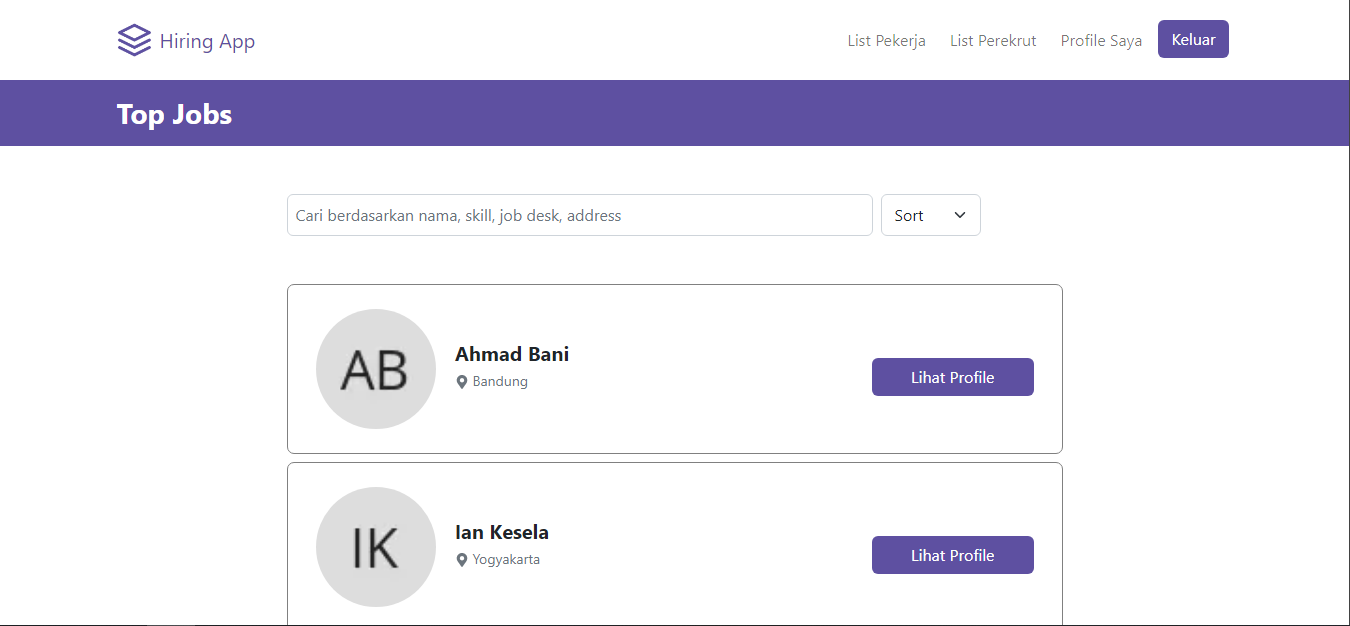 Hiring App
List Pekerja
List Perekrut
Profile Saya
Keluar
Top Jobs
Cari berdasarkan nama, skill, job desk, address
Sort
AB
Ahmad Bani
Bandung
Lihat Profile
IK
Ian Kesela
Yogyakarta
Lihat Profile